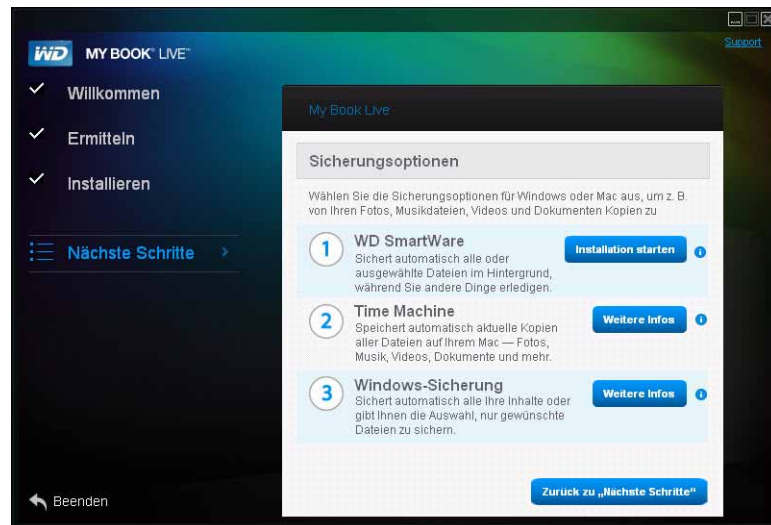 WD MY BOOK® LIVE™
Support
Willkommen
Ermitteln
Installieren
Nächste Schritte
Beenden
My Book Live
Sicherungsoptionen
Wählen Sie die Sicherungsoptionen für Windows oder Mac aus, um z. B.
von Ihren Fotos, Musikdateien, Videos und Dokumenten Kopien zu
1 WD SmartWare
Sichert automatisch alle oder
ausgewählte Dateien im Hintergrund,
während Sie andere Dinge erledigen.
Installation starten
2 Time Machine
Speichert automatisch aktuelle Kopien
aller Dateien auf Ihrem Mac — Fotos,
Musik, Videos, Dokumente und mehr.
Weitere Infos
3 Windows-Sicherung
Sichert automatisch alle Ihre Inhalte oder
gibt Ihnen die Auswahl, nur gewünschte
Dateien zu sichern.
Weitere Infos
Zurück zu „Nächste Schritte“